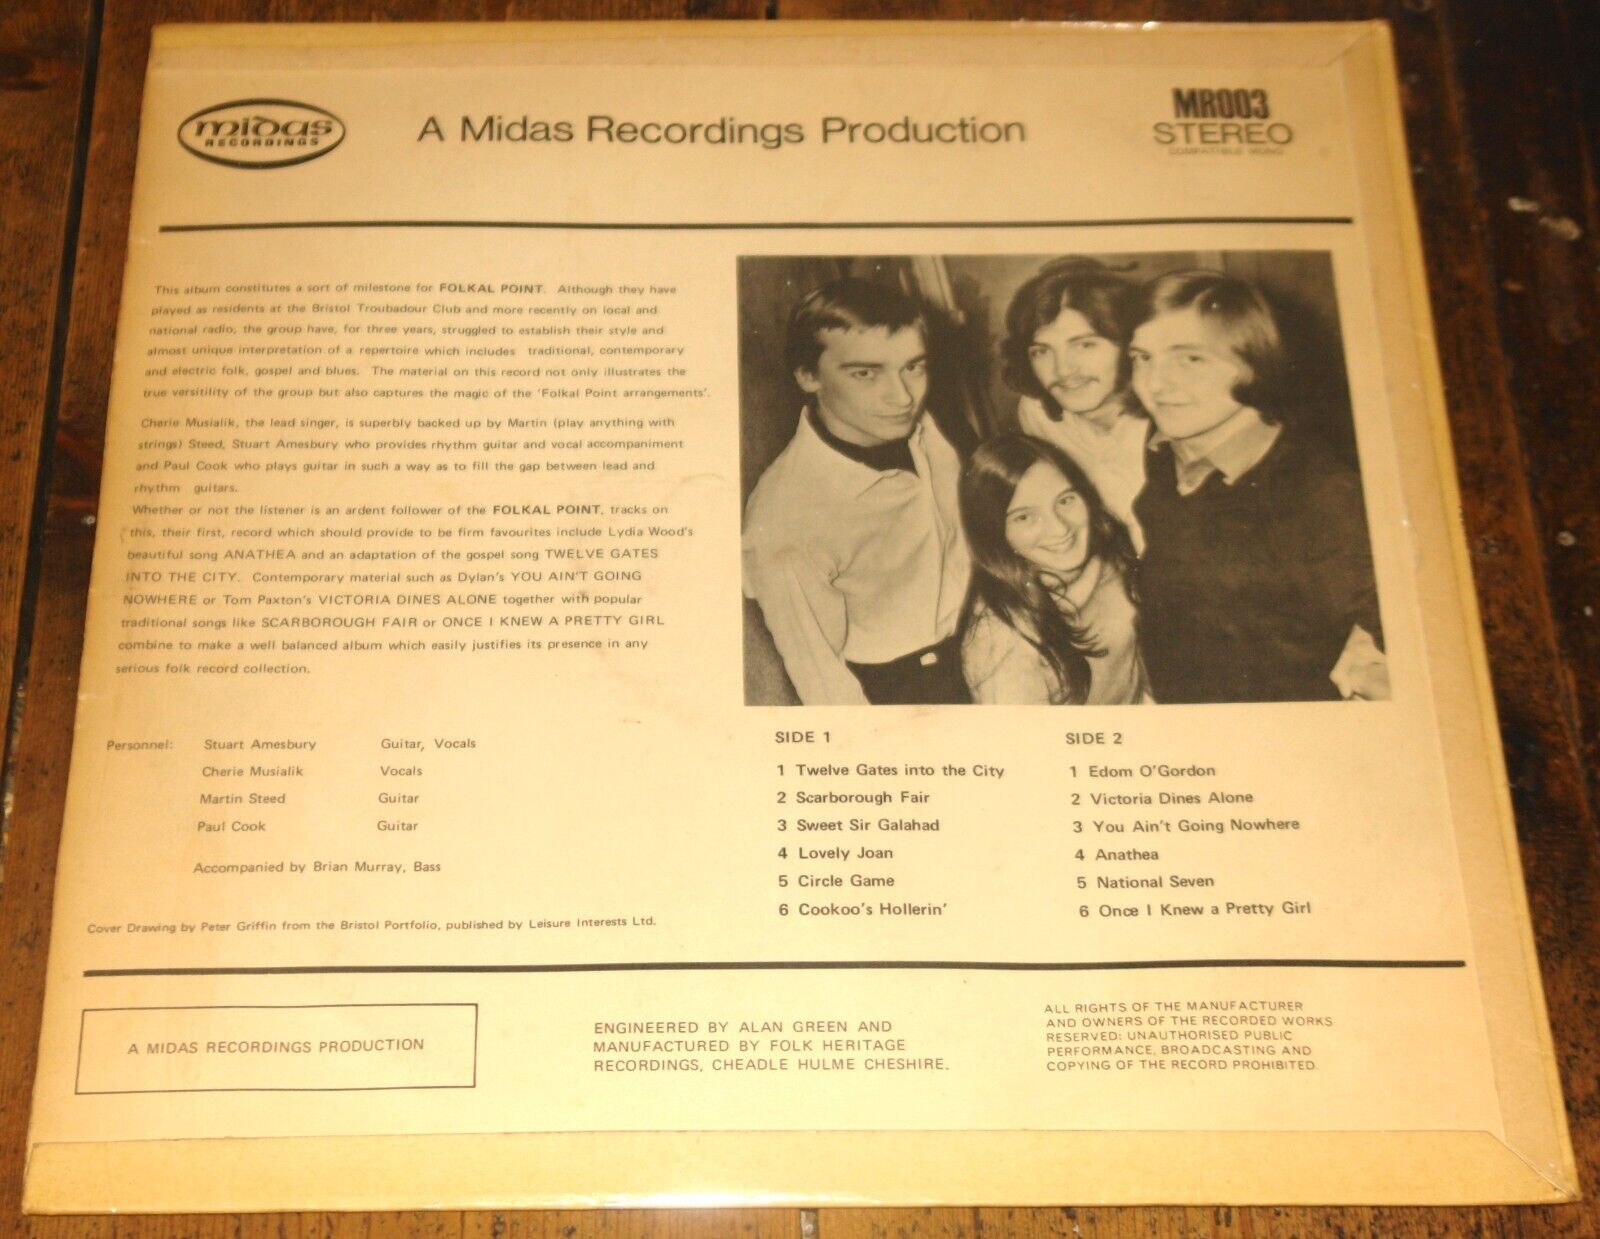 midas
RECORDINGS
A Midas Recordings Production
MR003
STEREO
COMPATIBLE MONO
This album constitutes a sort of milestone for FOLKAL POINT. Although they have
played as residents at the Bristol Troubadour Club and more recently on local and
national radio, the group have, for three years, struggled to establish their style and
almost unique interpretation of a repertoire which includes traditional, contemporary
and electric folk, gospel and blues. The material on this record not only illustrates the
true versitility of the group but also captures the magic of the 'Folkal Point arrangements'.
Cherie Musialik, the lead singer, is superbly backed up by Martin (play anything with
strings) Steed, Stuart Amesbury who provides rhythm guitar and vocal accompaniment
and Paul Cook who plays guitar in such a way as to fill the gap between lead and
rhythm guitars.
Whether or not the listener is an ardent follower of the FOLKAL POINT, tracks on
this, their first, record which should provide to be firm favourites include Lydia Wood's
beautiful song ANATHEA and an adaptation of the gospel song TWELVE GATES
INTO THE CITY. Contemporary material such as Dylan's YOU AIN'T GOING
NOWHERE or Tom Paxton's VICTORIA DINES ALONE together with popular
traditional songs like SCARBOROUGH FAIR or ONCE I KNEW A PRETTY GIRL
combine to make a well balanced album which easily justifies its presence in any
serious folk record collection.
Personnel: Stuart Amesbury Guitar, Vocals
Cherie Musialik Vocals
Martin Steed Guitar
Paul Cook Guitar
Accompanied by Brian Murray, Bass
Cover Drawing by Peter Griffin from the Bristol Portfolio, published by Leisure Interests Ltd.
SIDE 1
1 Twelve Gates into the City
2 Scarborough Fair
3 Sweet Sir Galahad
4 Lovely Joan
5 Circle Game
6 Cookoo's Hollerin'
SIDE 2
1 Edom O'Gordon
2 Victoria Dines Alone
3 You Ain't Going Nowhere
4 Anathea
5 National Seven
6 Once I Knew a Pretty Girl
A MIDAS RECORDINGS PRODUCTION
ENGINEERED BY ALAN GREEN AND
MANUFACTURED BY FOLK HERITAGE
RECORDINGS, CHEADLE HULME CHESHIRE.
ALL RIGHTS OF THE MANUFACTURER
AND OWNERS OF THE RECORDED WORKS
RESERVED: UNAUTHORISED PUBLIC
PERFORMANCE, BROADCASTING AND
COPYING OF THE RECORD PROHIBITED.